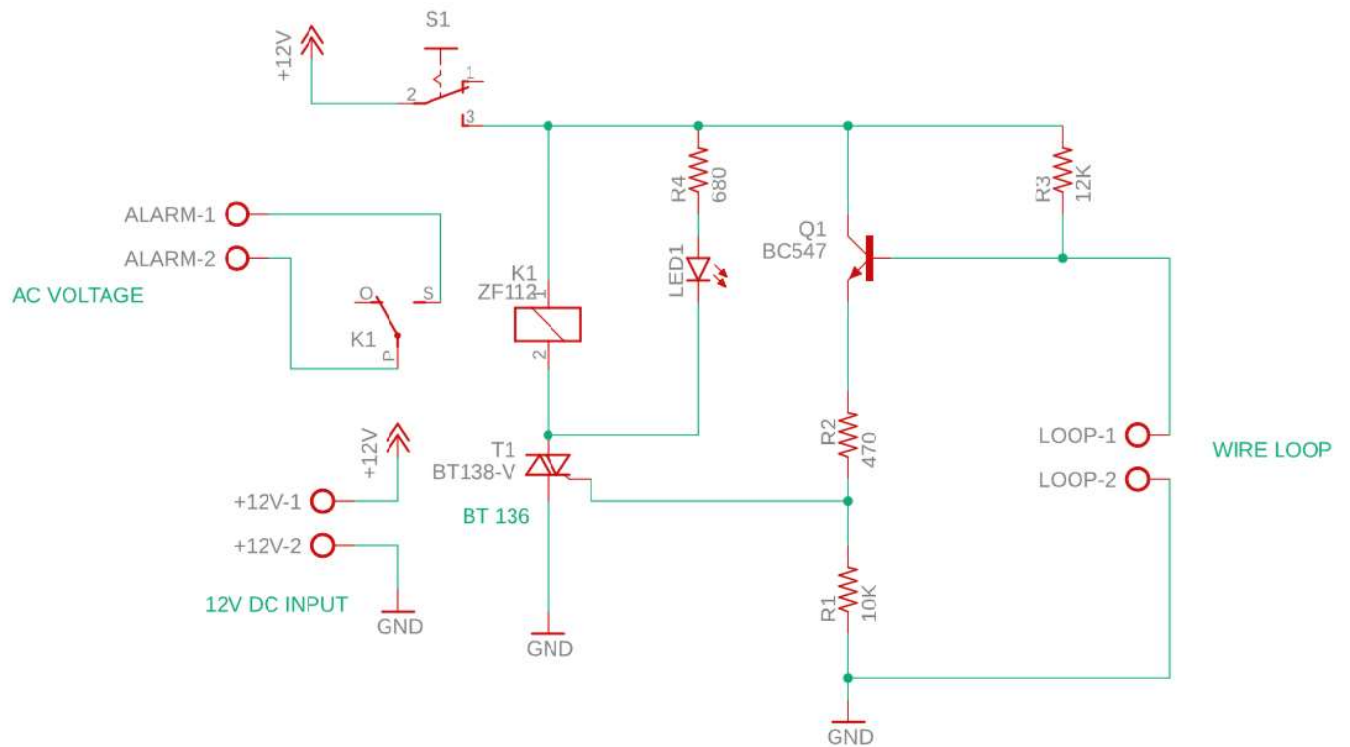 S1
+12V
1
2
3
R4
680
R3
12K
ALARM-1
ALARM-2
AC VOLTAGE
Q1
BC547
LED1
K1
ZF112
1
2
O
S
K1
P
T1
BT138-V
BT 136
R2
470
LOOP-1
LOOP-2
WIRE LOOP
+12V
+12V-1
+12V-2
12V DC INPUT
GND
GND
R1
10K
GND